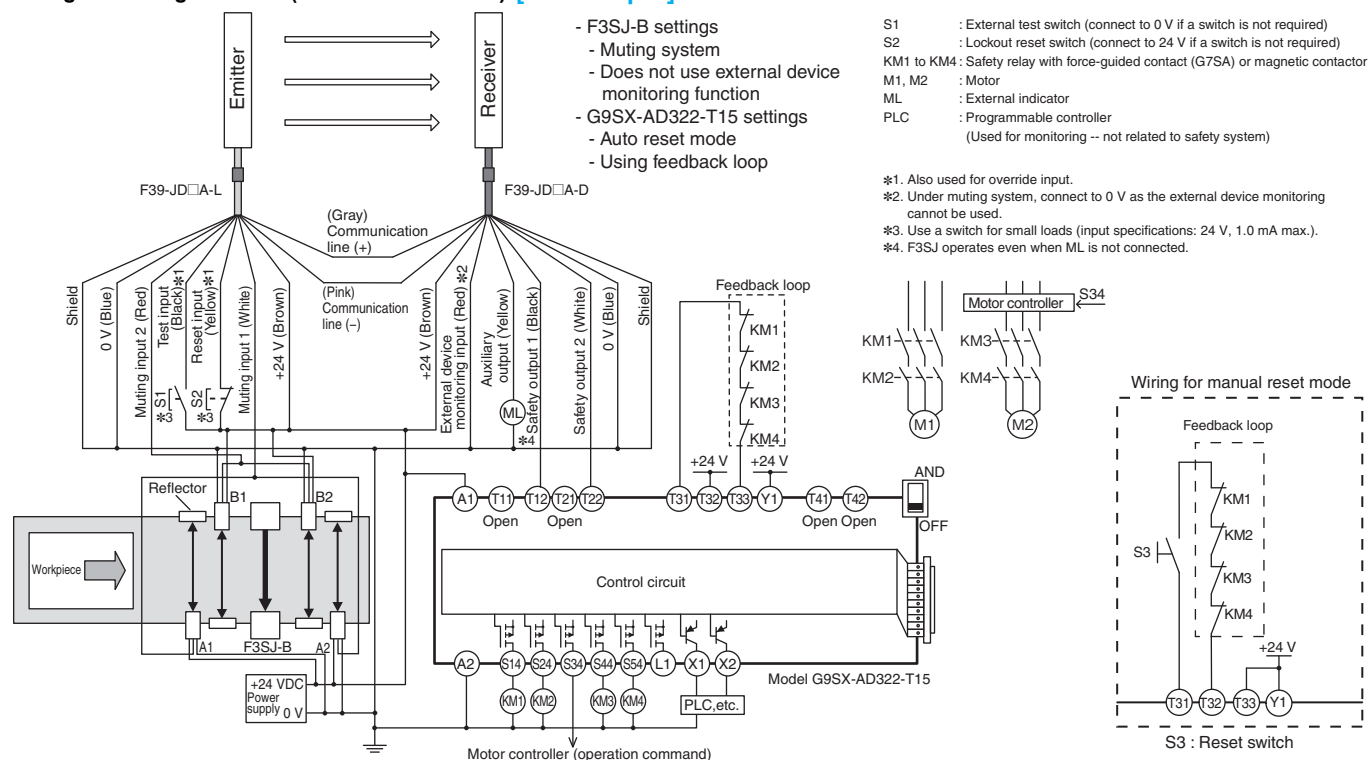 Emitter
Receiver
- F3SJ-B settings
- Muting system
- Does not use external device
monitoring function
- G9SX-AD322-T15 settings
- Auto reset mode
- Using feedback loop
S1 : External test switch (connect to 0 V if a switch is not required)
S2 : Lockout reset switch (connect to 24 V if a switch is not required)
KM1 to KM4 : Safety relay with force-guided contact (G7SA) or magnetic contactor
M1, M2 : Motor
ML : External indicator
PLC : Programmable controller
(Used for monitoring -- not related to safety system)
✻1. Also used for override input.
✻2. Under muting system, connect to 0 V as the external device monitoring
cannot be used.
✻3. Use a switch for small loads (input specifications: 24 V, 1.0 mA max.).
✻4. F3SJ operates even when ML is not connected.
F39-JD□A-L
F39-JD□A-D
(Gray)
Communication
line (+)
(Pink)
Communication
line (−)
Shield
0 V (Blue)
Muting input 2 (Red)
Test input
(Black)✻1
Reset input
(Yellow)✻1
Muting input 1 (White)
+24 V (Brown)
+24 V (Brown)
External device
monitoring input (Red) ✻2
Auxiliary
output (Yellow)
Safety output 1 (Black)
Safety output 2 (White)
0 V (Blue)
Shield
S1
✻3
S2
✻3
ML
✻4
Feedback loop
KM1
KM2
KM3
KM4
Motor controller
S34
KM1
KM2
KM3
KM4
M1
M2
+24 V
+24 V
A1
T11
T12
T21
T22
T31
T32
T33
Y1
T41
T42
Open
Open
Open
Open
AND
OFF
Control circuit
A2
S14
S24
S34
S44
S54
L1
X1
X2
Model G9SX-AD322-T15
KM1
KM2
KM3
KM4
PLC,etc.
Motor controller (operation command)
Reflector
B1
B2
Workpiece
A1
F3SJ-B
A2
+24 VDC
Power
supply 0 V
Wiring for manual reset mode
Feedback loop
KM1
KM2
KM3
KM4
S3
+24 V
T31
T32
T33
Y1
S3 : Reset switch